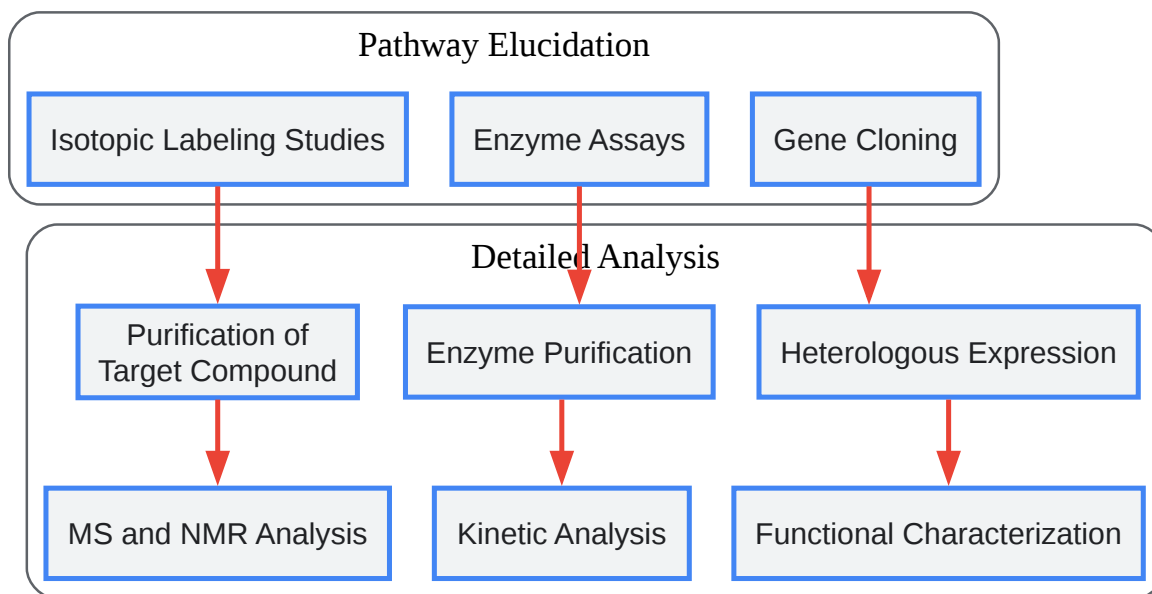 Pathway Elucidation
Isotopic Labeling Studies
Enzyme Assays
Gene Cloning
Detailed Analysis
Purification of
Target Compound
Enzyme Purification
Heterologous Expression
MS and NMR Analysis
Kinetic Analysis
Functional Characterization